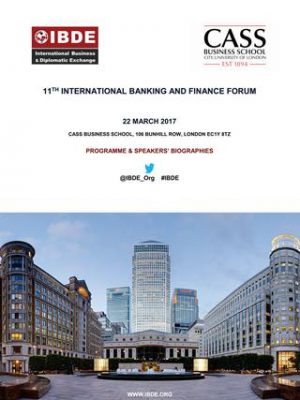 IBDE
International Business
& Diplomatic Exchange
CASS
BUSINESS SCHOOL
CITY UNIVERSITY OF LONDON
EST 1894
11TH INTERNATIONAL BANKING AND FINANCE FORUM
22 MARCH 2017
CASS BUSINESS SCHOOL, 106 BUNHILL ROW, LONDON EC1Y 8TZ
PROGRAMME & SPEAKERS' BIOGRAPHIES
@IBDE_Org #IBDE
WWW.IBDE.ORG